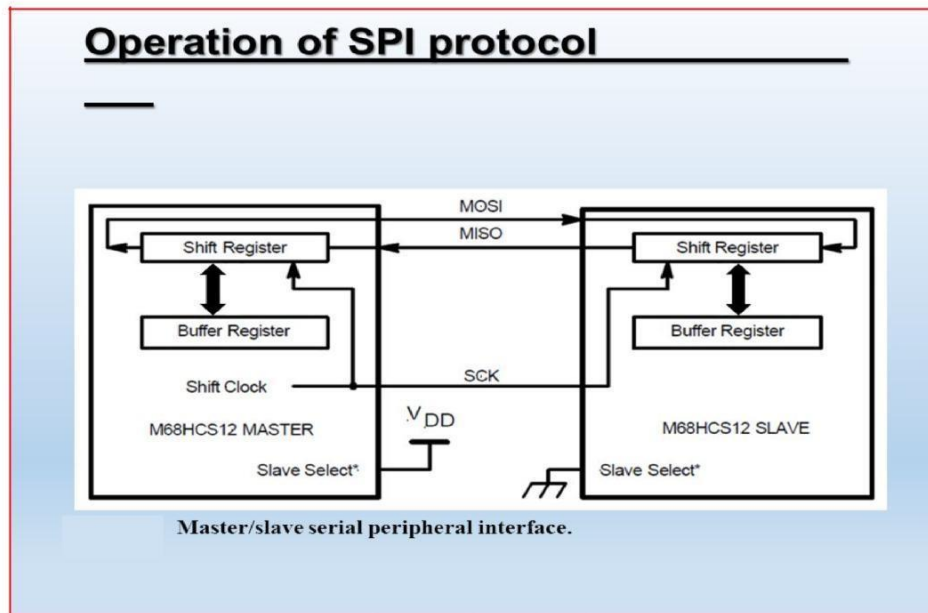 Operation of SPI protocol
MOSI
MISO
Shift Register
Shift Register
Buffer Register
Buffer Register
Shift Clock
SCK
M68HCS12 MASTER
VDD
M68HCS12 SLAVE
Slave Select*
Slave Select*
Master/slave serial peripheral interface.